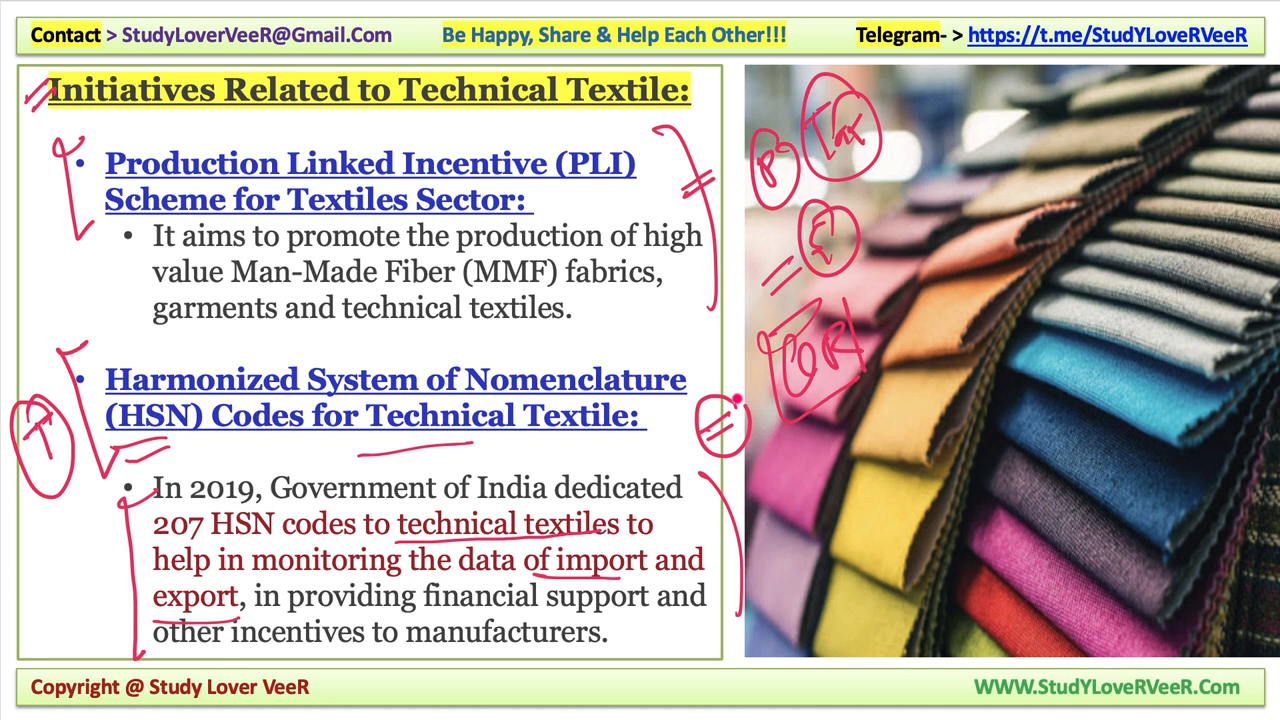 Contact > StudyLoverVeeR@Gmail.Com
Be Happy, Share & Help Each Other!!!
Telegram- > https://t.me/StudYLoveRVeeR
Initiatives Related to Technical Textile:
• Production Linked Incentive (PLI)
Scheme for Textiles Sector:
• It aims to promote the production of high
value Man-Made Fiber (MMF) fabrics,
garments and technical textiles.
• Harmonized System of Nomenclature
(HSN) Codes for Technical Textile:
• In 2019, Government of India dedicated
207 HSN codes to technical textiles to
help in monitoring the data of import and
export, in providing financial support and
other incentives to manufacturers.
T
Tax
Copyright @ Study Lover VeeR
WWW.StudYLoveRVeeR.Com